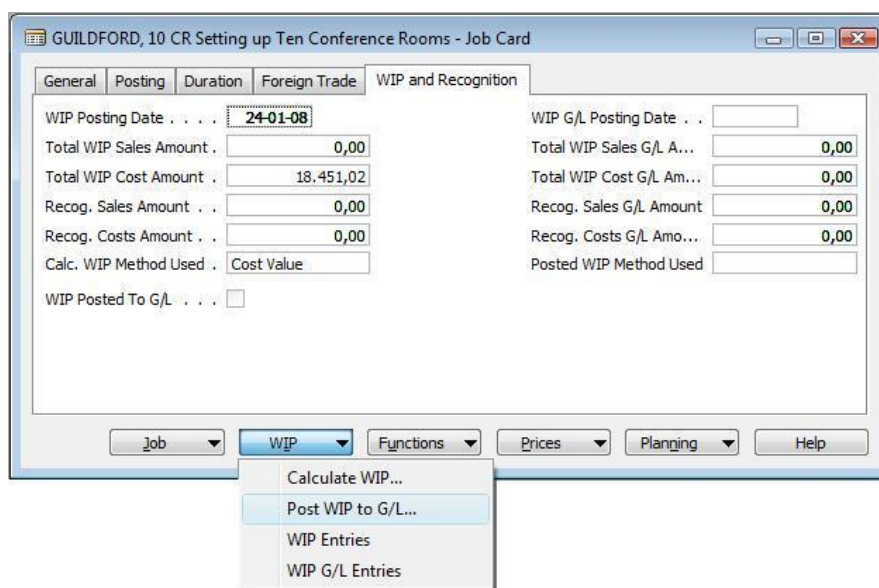 GUILDFORD, 10 CR Setting up Ten Conference Rooms - Job Card
General Posting Duration Foreign Trade WIP and Recognition
WIP Posting Date . . . . 24-01-08 WIP G/L Posting Date . .
Total WIP Sales Amount . 0,00 Total WIP Sales G/L A... 0,00
Total WIP Cost Amount . 18.451,02 Total WIP Cost G/L Am... 0,00
Recog. Sales Amount . . 0,00 Recog. Sales G/L Amount 0,00
Recog. Costs Amount . . 0,00 Recog. Costs G/L Amo... 0,00
Calc. WIP Method Used . Cost Value Posted WIP Method Used
WIP Posted To G/L . . . .
Job WIP Functions Prices Planning Help
Calculate WIP...
Post WIP to G/L...
WIP Entries
WIP G/L Entries